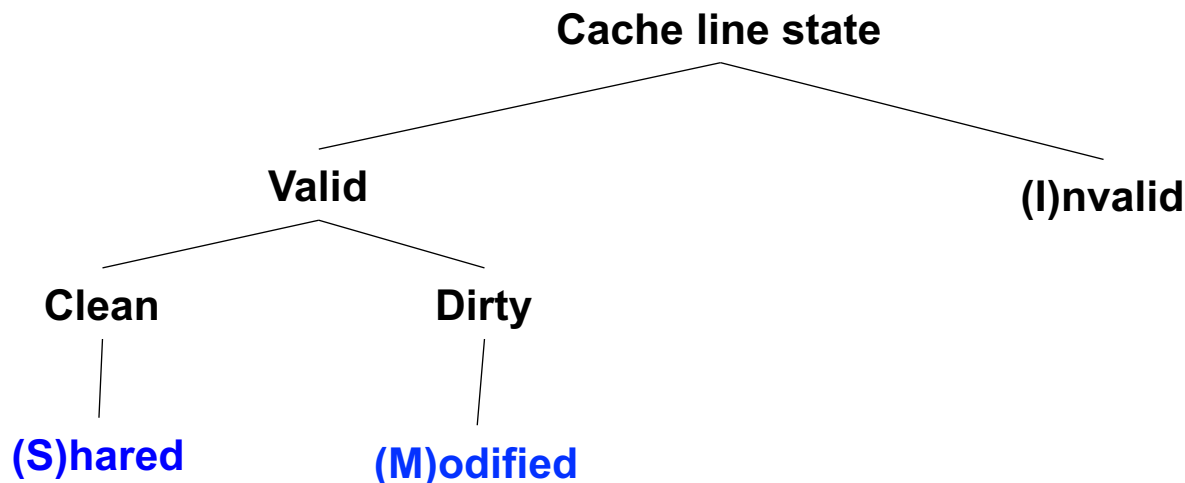 Cache line state
Valid
(I)nvalid
Clean
Dirty
(S)hared
(M)odified